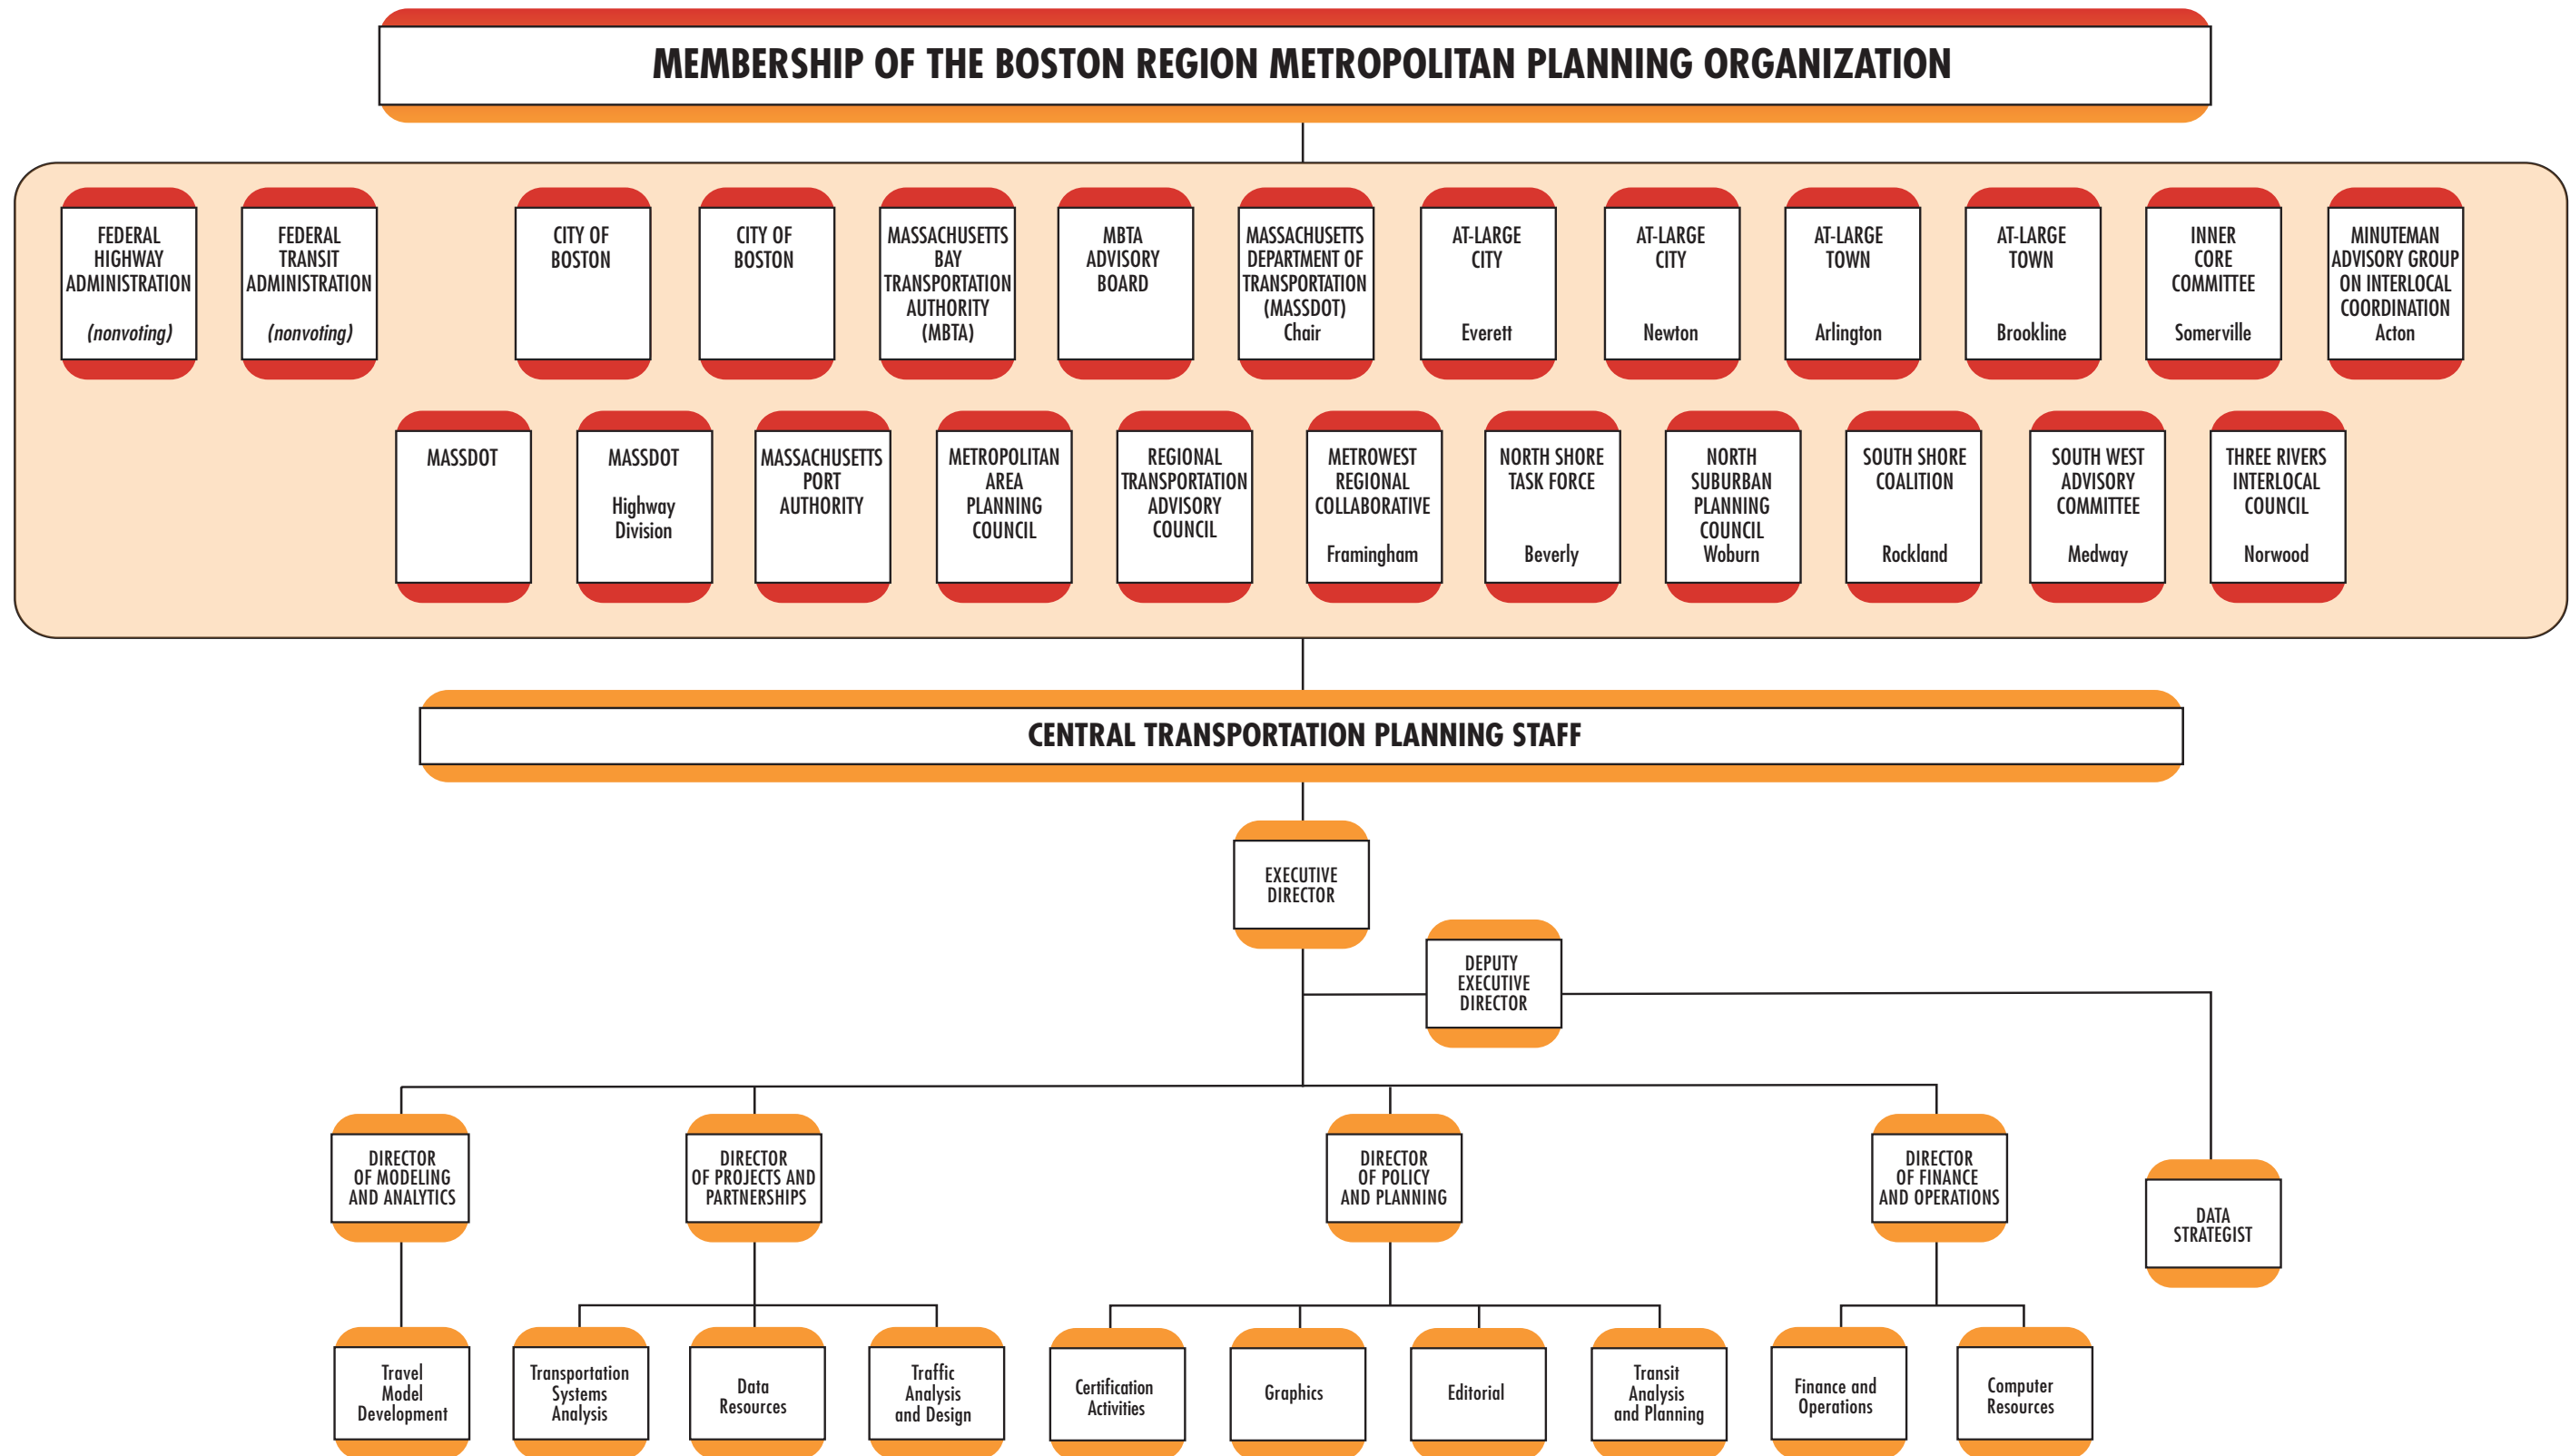 MEMBERSHIP OF THE BOSTON REGION METROPOLITAN PLANNING ORGANIZATION
FEDERAL
HIGHWAY
ADMINISTRATION
(nonvoting)
FEDERAL
TRANSIT
ADMINISTRATION
(nonvoting)
CITY OF
BOSTON
CITY OF
BOSTON
MASSACHUSETTS
BAY
TRANSPORTATION
AUTHORITY
(MBTA)
MBTA
ADVISORY
BOARD
MASSACHUSETTS
DEPARTMENT OF
TRANSPORTATION
(MASSDOT)
Chair
AT-LARGE
CITY
Everett
AT-LARGE
CITY
Newton
AT-LARGE
TOWN
Arlington
AT-LARGE
TOWN
Brookline
INNER
CORE
COMMITTEE
Somerville
MINUTEMAN
ADVISORY GROUP
ON INTERLOCAL
COORDINATION
Acton
MASSDOT
MASSDOT
Highway
Division
MASSACHUSETTS
PORT
AUTHORITY
METROPOLITAN
AREA
PLANNING
COUNCIL
REGIONAL
TRANSPORTATION
ADVISORY
COUNCIL
METROWEST
REGIONAL
COLLABORATIVE
Framingham
NORTH SHORE
TASK FORCE
Beverly
NORTH
SUBURBAN
PLANNING
COUNCIL
Woburn
SOUTH SHORE
COALITION
Rockland
SOUTH WEST
ADVISORY
COMMITTEE
Medway
THREE RIVERS
INTERLOCAL
COUNCIL
Norwood
CENTRAL TRANSPORTATION PLANNING STAFF
EXECUTIVE
DIRECTOR
DEPUTY
EXECUTIVE
DIRECTOR
DIRECTOR
OF MODELING
AND ANALYTICS
DIRECTOR
OF PROJECTS AND
PARTNERSHIPS
DIRECTOR
OF POLICY
AND PLANNING
DIRECTOR
OF FINANCE
AND OPERATIONS
DATA
STRATEGIST
Travel
Model
Development
Transportation
Systems
Analysis
Data
Resources
Traffic
Analysis
and Design
Certification
Activities
Graphics
Editorial
Transit
Analysis
and Planning
Finance and
Operations
Computer
Resources